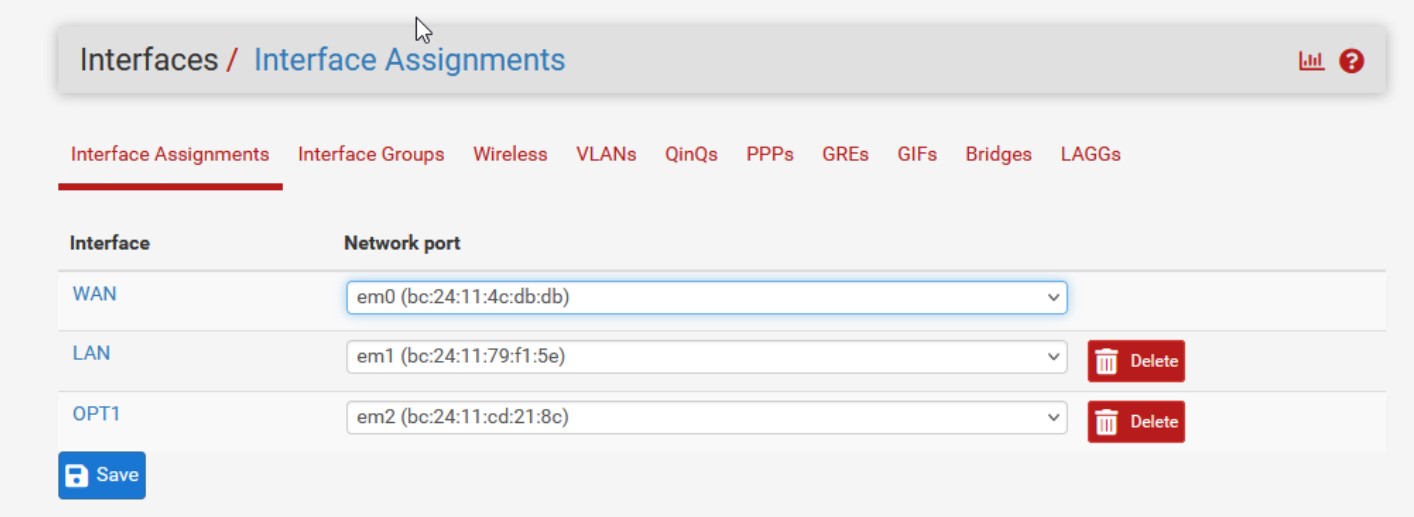 Interfaces / Interface Assignments
Interface Assignments Interface Groups Wireless VLANs QinQs PPPs GREs GIFs Bridges LAGGs
Interface Network port
WAN em0 (bc:24:11:4c:db:db)
LAN em1 (bc:24:11:79:f1:5e) Delete
OPT1 em2 (bc:24:11:cd:21:8c) Delete
Save